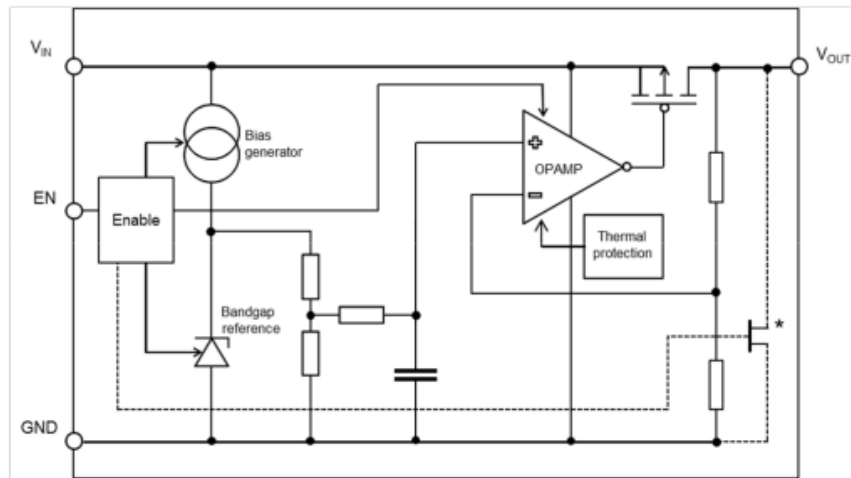 VIN
VOUT
Bias
generator
OPAMP
EN
Enable
Thermal
protection
Bandgap
reference
*
GND